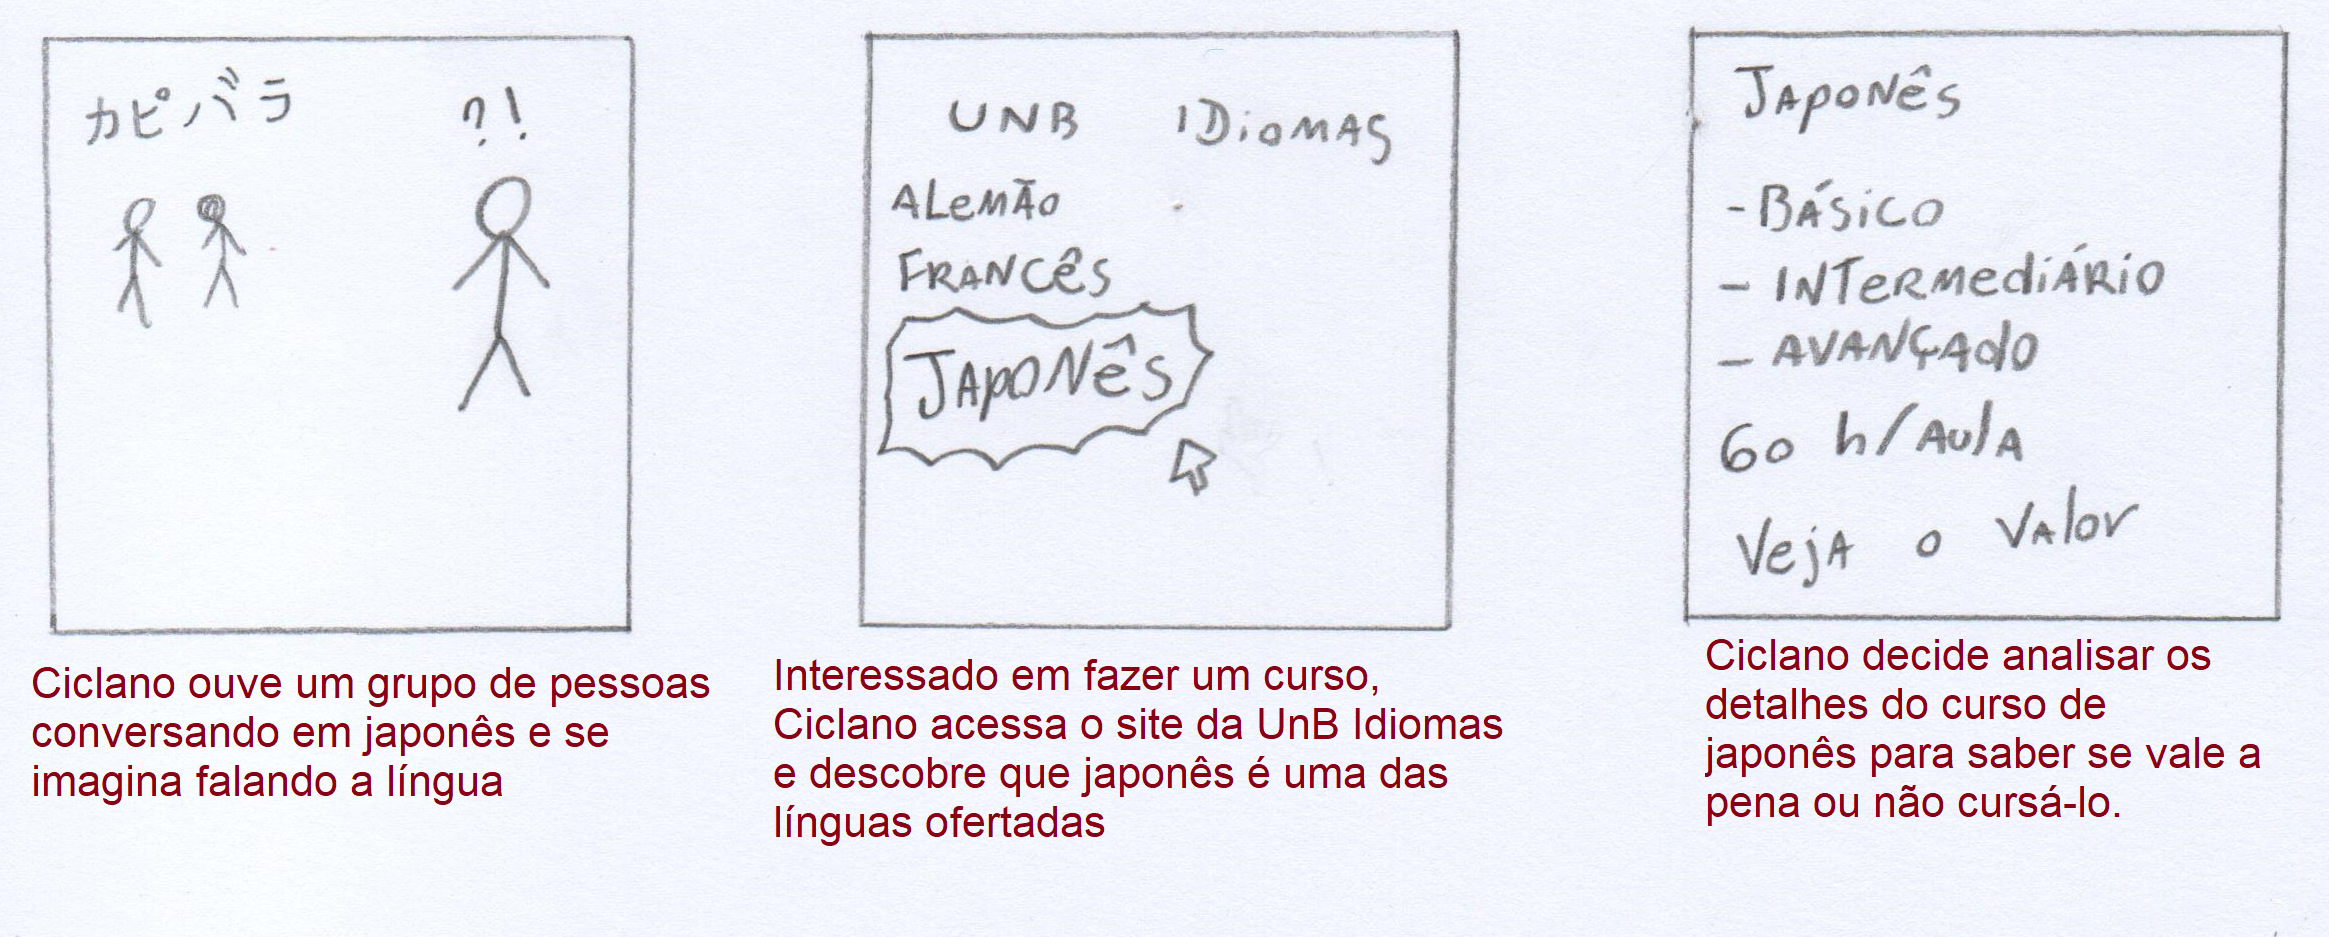 カピバラ
?!
Ciclano ouve um grupo de pessoas
conversando em japonês e se
imagina falando a língua
UNB IDIOMAS
ALEMÃO
FRANCÊS
JAPONÊS
Interessado em fazer um curso,
Ciclano acessa o site da UnB Idiomas
e descobre que japonês é uma das
línguas ofertadas
JAPONÊS
- BÁSICO
- INTERMEDIÁRIO
- AVANÇADO
60 h/AULA
VEJA O VALOR
Ciclano decide analisar os
detalhes do curso de
japonês para saber se vale a
pena ou não cursá-lo.